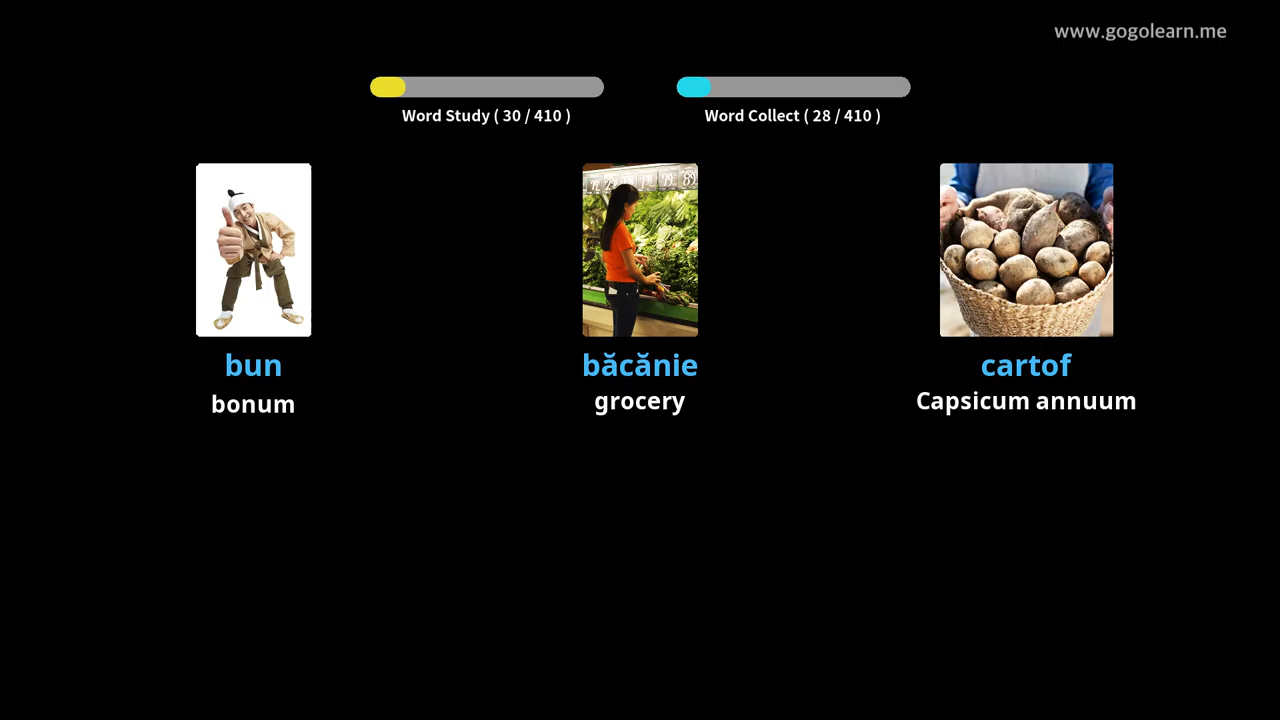 www.gogolearn.me
Word Study ( 30 / 410 )
Word Collect ( 28 / 410 )
bun
bonum
băcănie
grocery
cartof
Capsicum annuum